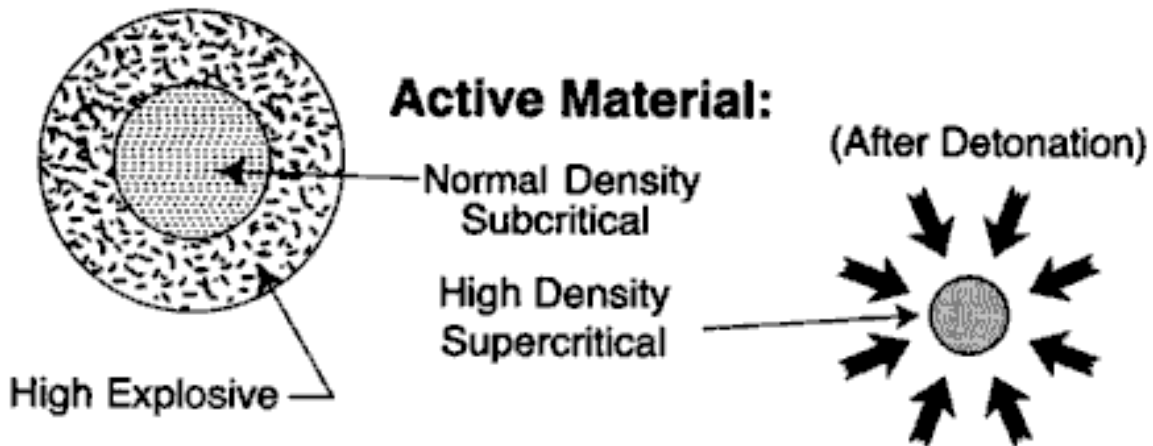 Active Material:
(After Detonation)
Normal Density
Subcritical
High Density
Supercritical
High Explosive